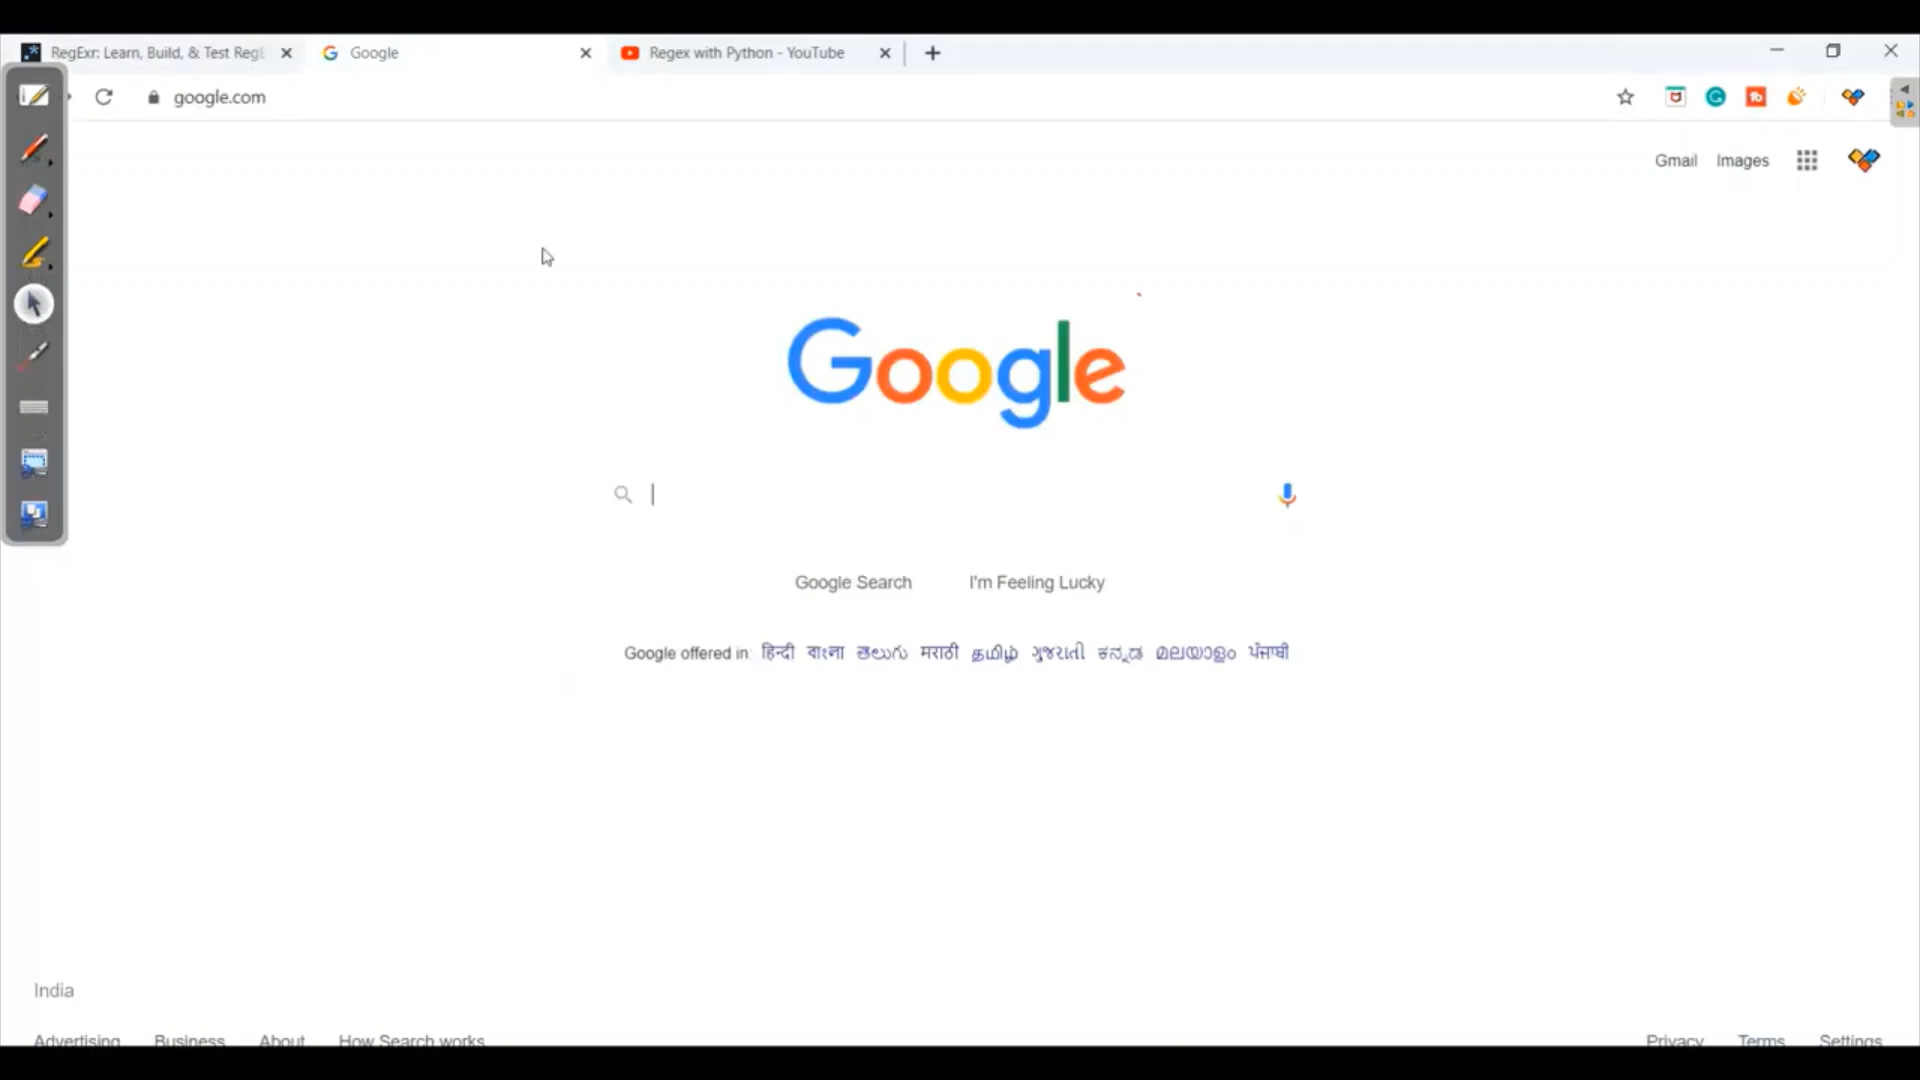 RegExr: Learn, Build, & Test RegE
Google
Regex with Python - YouTube
google.com
Gmail Images
Google
Google Search I'm Feeling Lucky
Google offered in: हिन्दी বাংলা తెలుగు मराठी தமிழ் ગુજરાતી ಕನ್ನಡ മലയാളം ਪੰਜਾਬੀ
India
Advertising Business About How Search works
Privacy Terms Settings